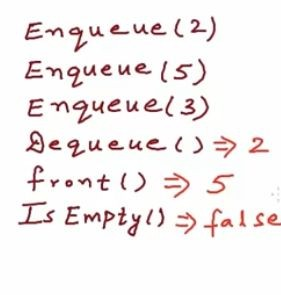 Enqueue(2)
Enqueue(5)
Enqueue(3)
Dequeue() ⇒ 2
front() ⇒ 5
IsEmpty() ⇒ false